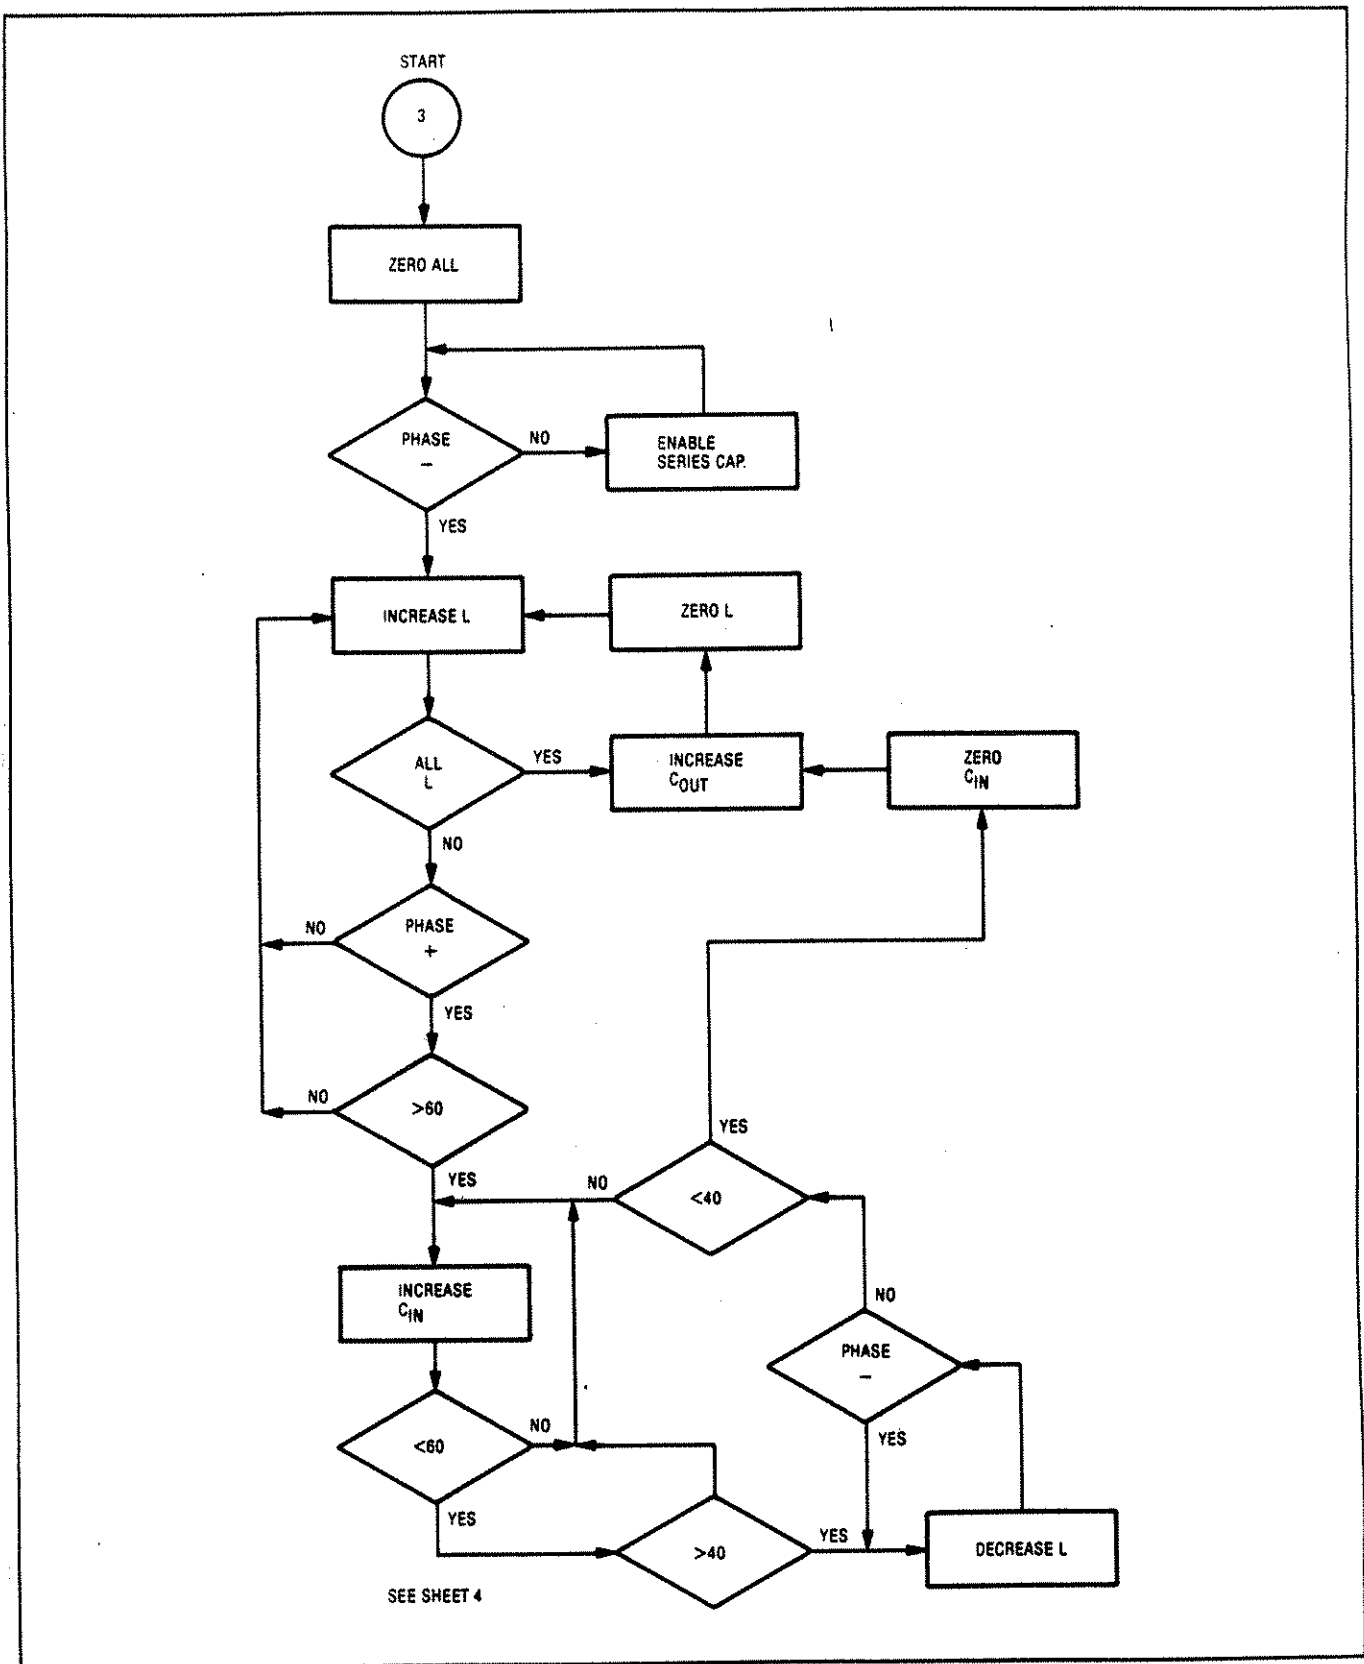 START
3
ZERO ALL
PHASE
−
NO
ENABLE
SERIES CAP.
YES
INCREASE L
ZERO L
ALL
L
YES
INCREASE
COUT
ZERO
CIN
NO
PHASE
+
NO
YES
>60
NO
YES
<40
YES
NO
INCREASE
CIN
NO
PHASE
−
YES
<60
NO
YES
>40
YES
DECREASE L
SEE SHEET 4